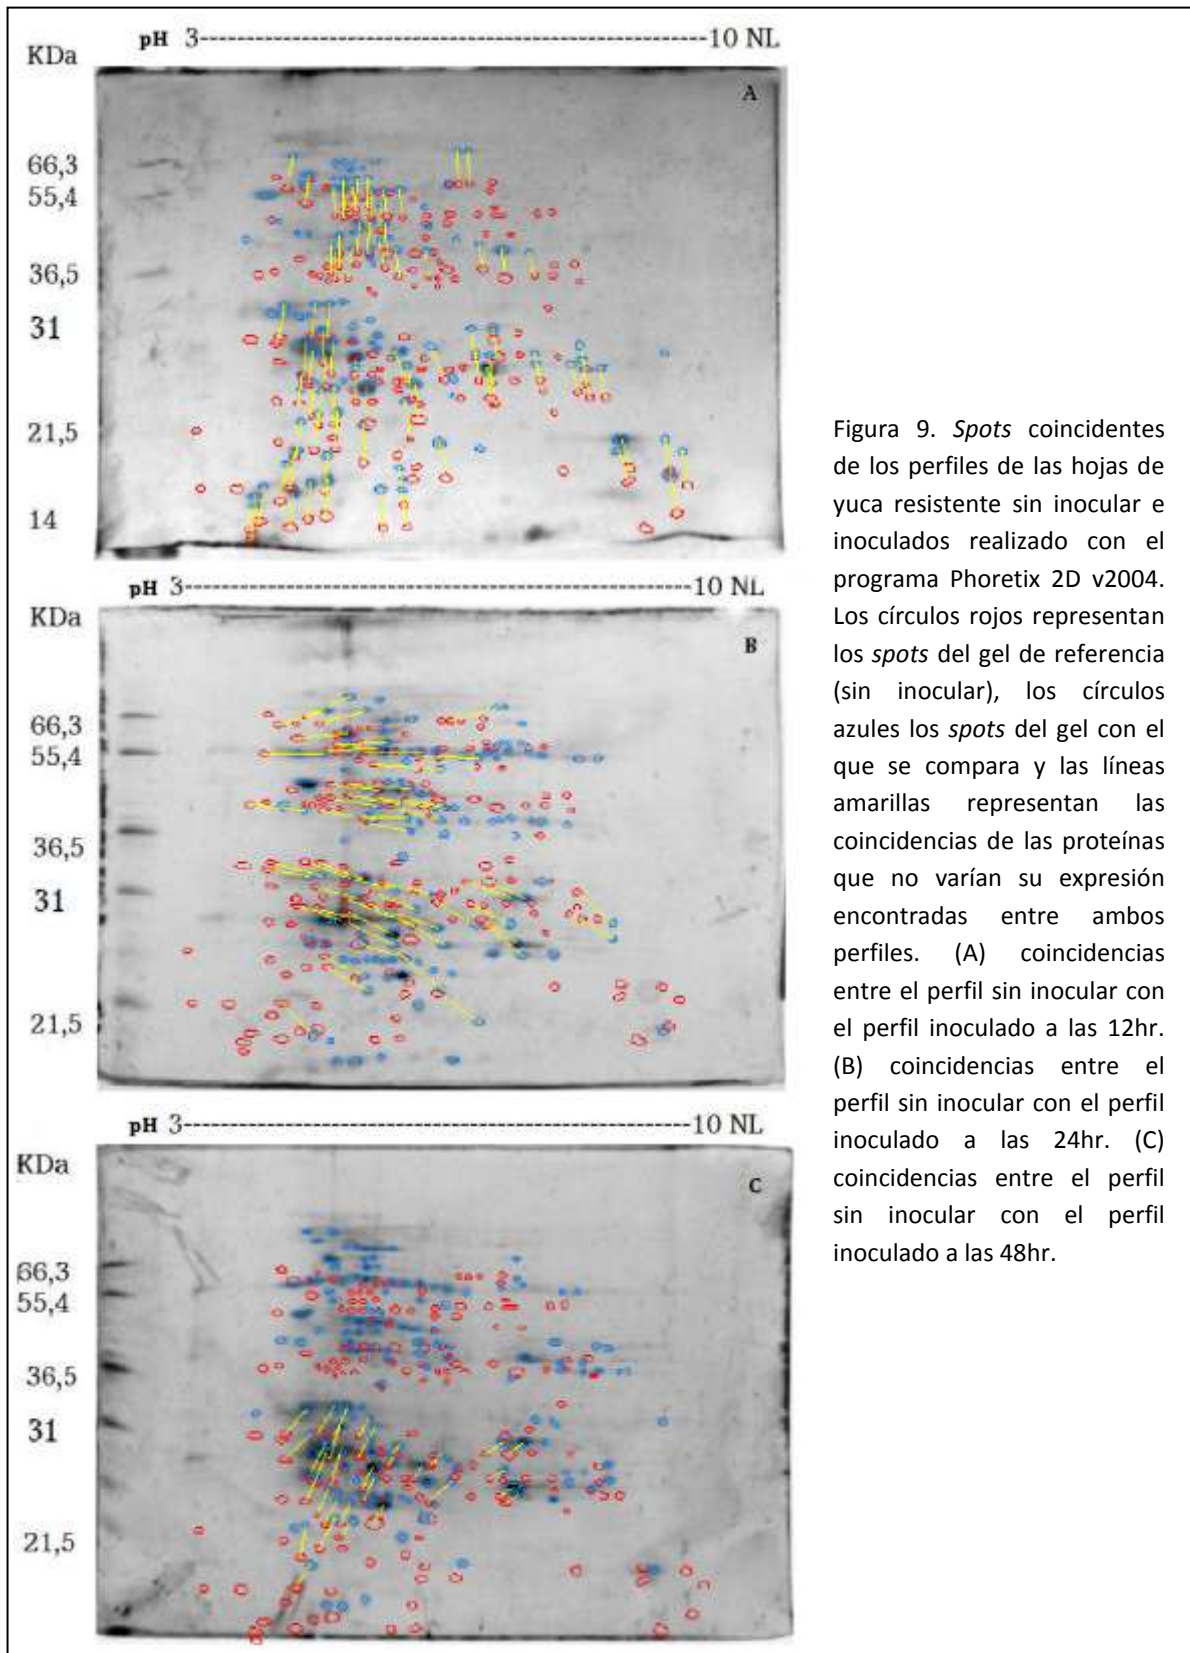 pH 3----------------------------------------10 NL
KDa
A
66,3
55,4
36,5
31
21,5
14
pH 3----------------------------------------10 NL
KDa
B
66,3
55,4
36,5
31
21,5
pH 3----------------------------------------10 NL
KDa
C
66,3
55,4
36,5
31
21,5
Figura 9. Spots coincidentes
de los perfiles de las hojas de
yuca resistente sin inocular e
inoculados realizado con el
programa Phoretix 2D v2004.
Los círculos rojos representan
los spots del gel de referencia
(sin inocular), los círculos
azules los spots del gel con el
que se compara y las líneas
amarillas representan las
coincidencias de las proteínas
que no varían su expresión
encontradas entre ambos
perfiles. (A) coincidencias
entre el perfil sin inocular con
el perfil inoculado a las 12hr.
(B) coincidencias entre el
perfil sin inocular con el perfil
inoculado a las 24hr. (C)
coincidencias entre el perfil
sin inocular con el perfil
inoculado a las 48hr.